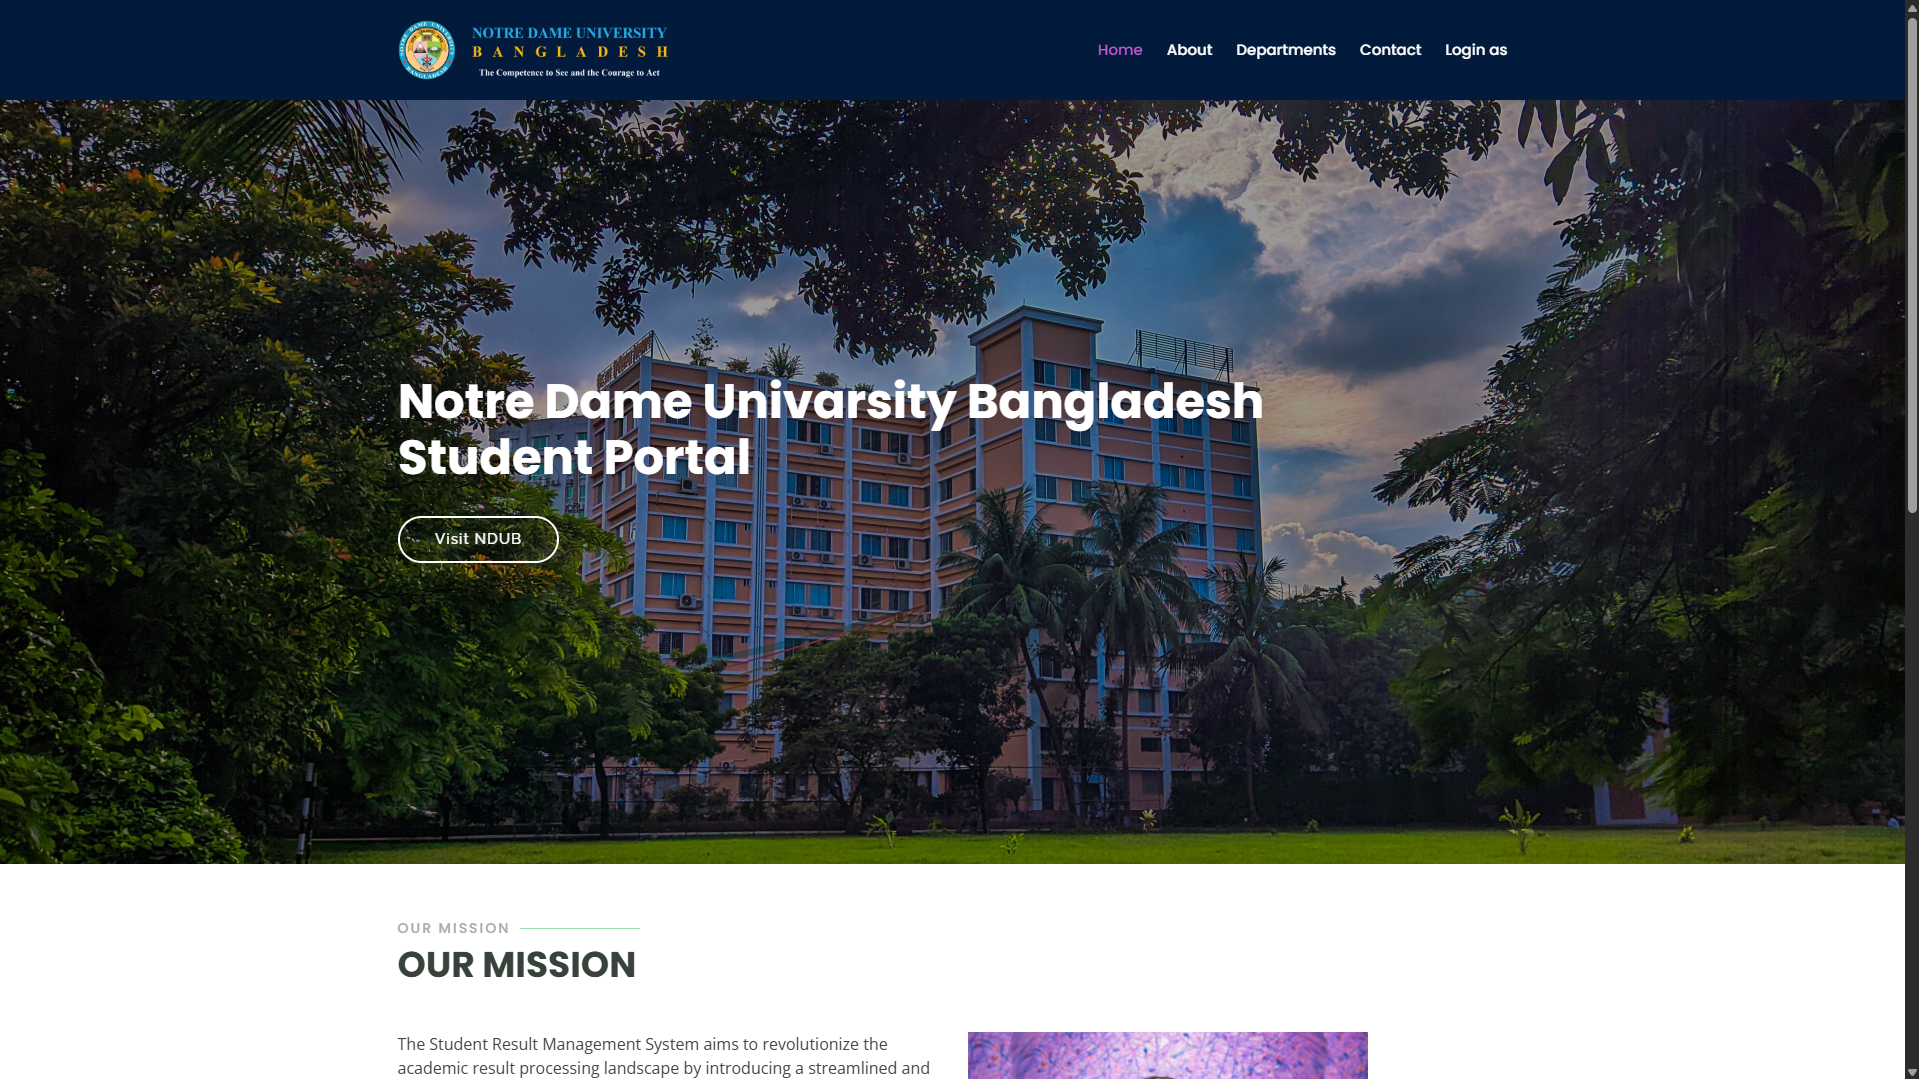 NOTRE DAME UNIVERSITY
BANGLADESH
The Competence to See and the Courage to Act
Home
About
Departments
Contact
Login as
Notre Dame Univarsity Bangladesh
Student Portal
Visit NDUB
OUR MISSION
OUR MISSION
The Student Result Management System aims to revolutionize the
academic result processing landscape by introducing a streamlined and